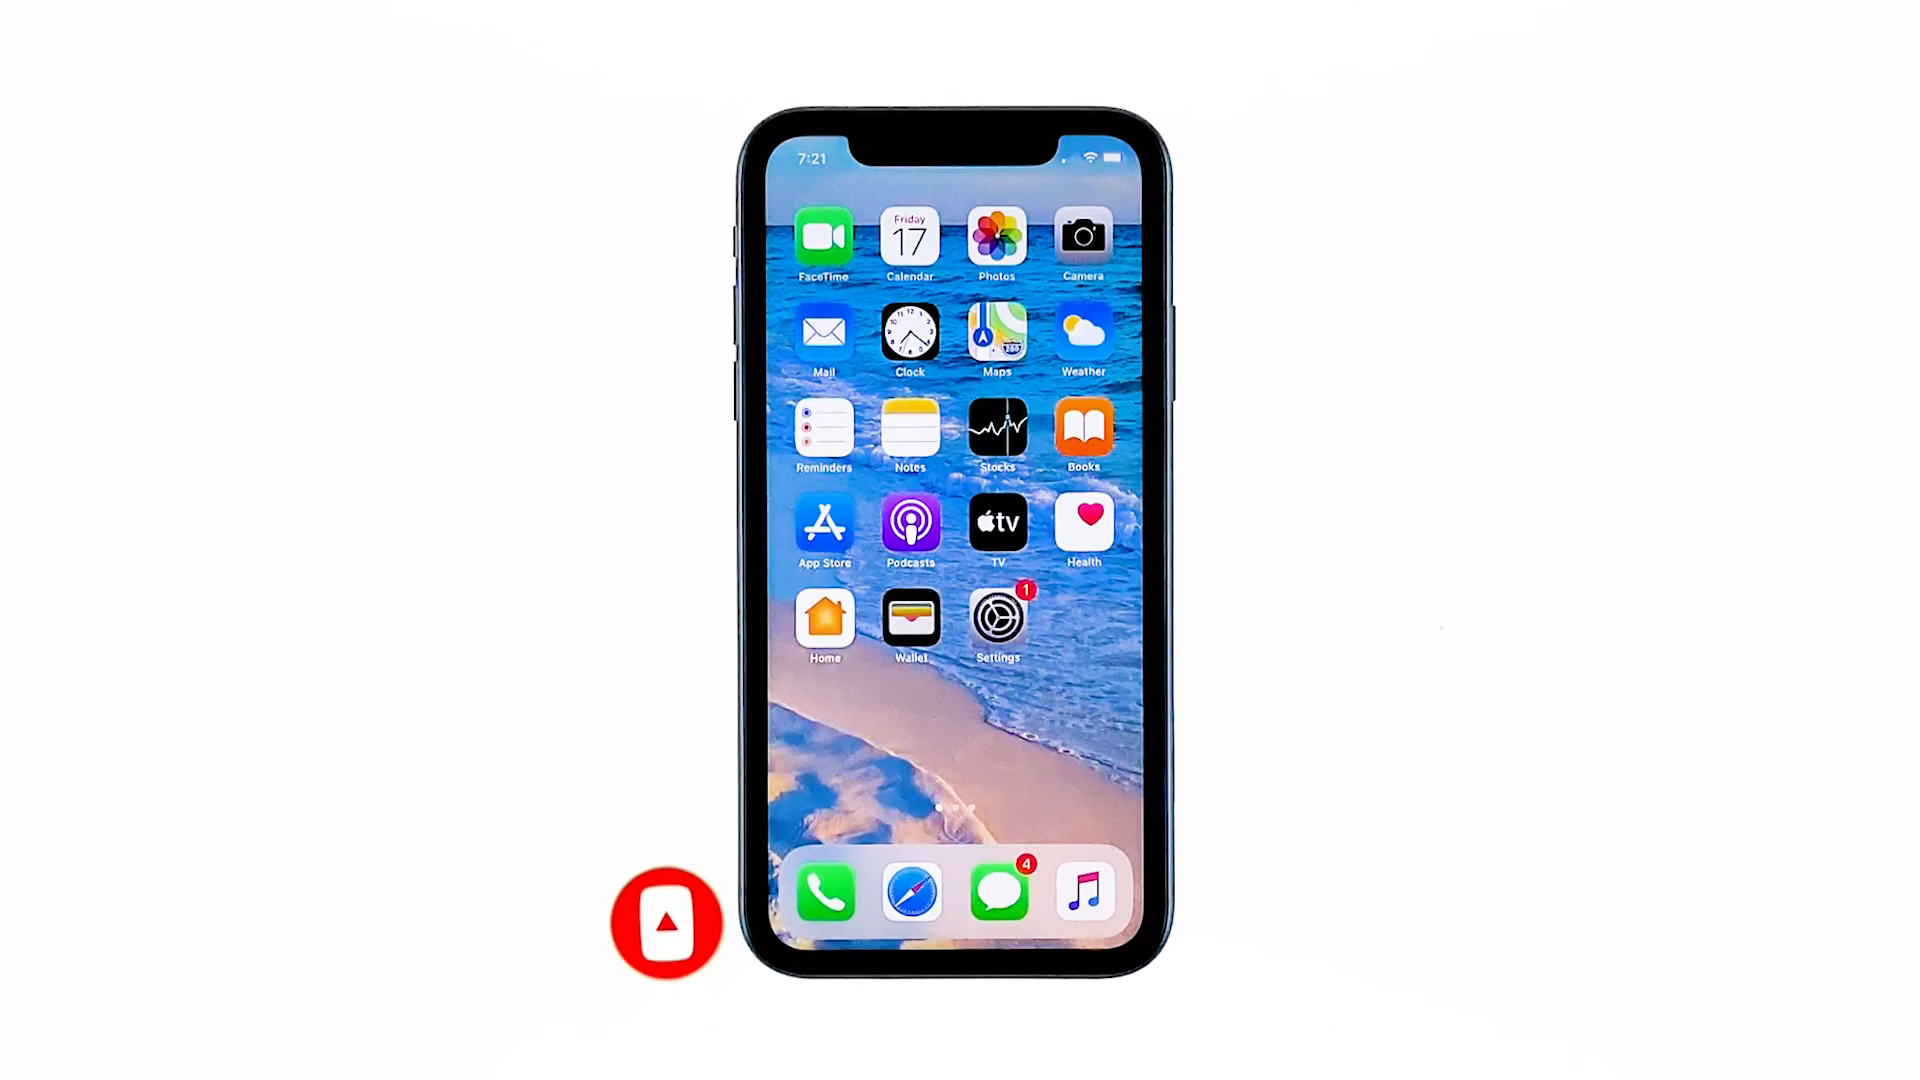 7:21
Friday
17
FaceTime
Calendar
Photos
Camera
Mail
Clock
Maps
Weather
280
Reminders
Notes
Stocks
Books
tv
App Store
Podcasts
TV
Health
1
Home
Wallet
Settings
4